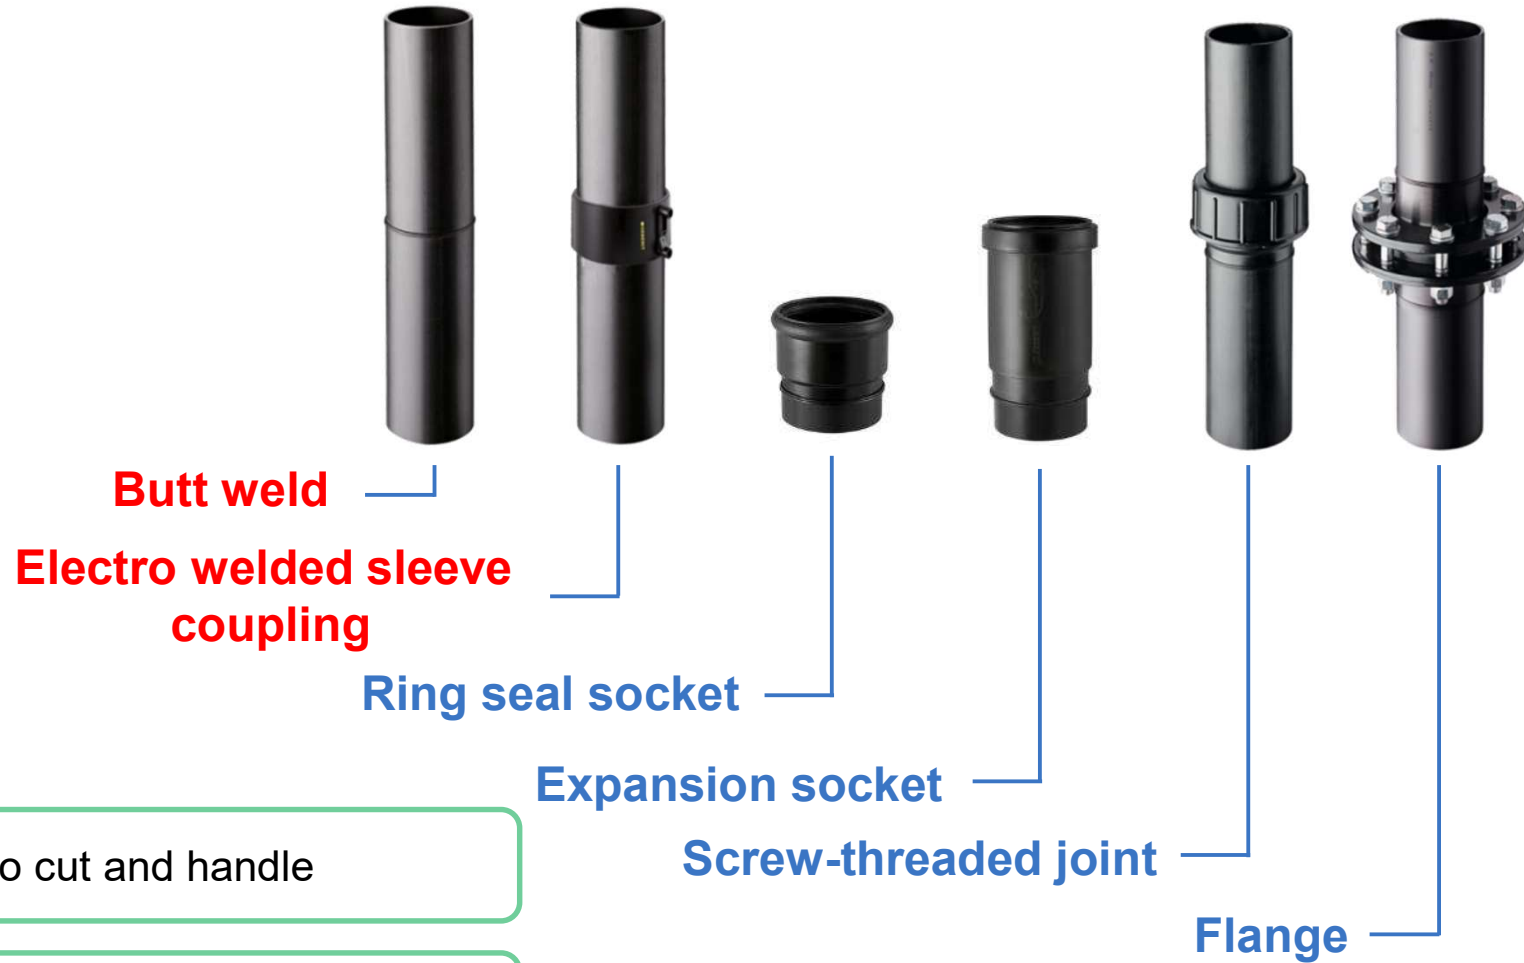 Butt weld
Electro welded sleeve
coupling
Ring seal socket
Expansion socket
o cut and handle
Screw-threaded joint
Flange